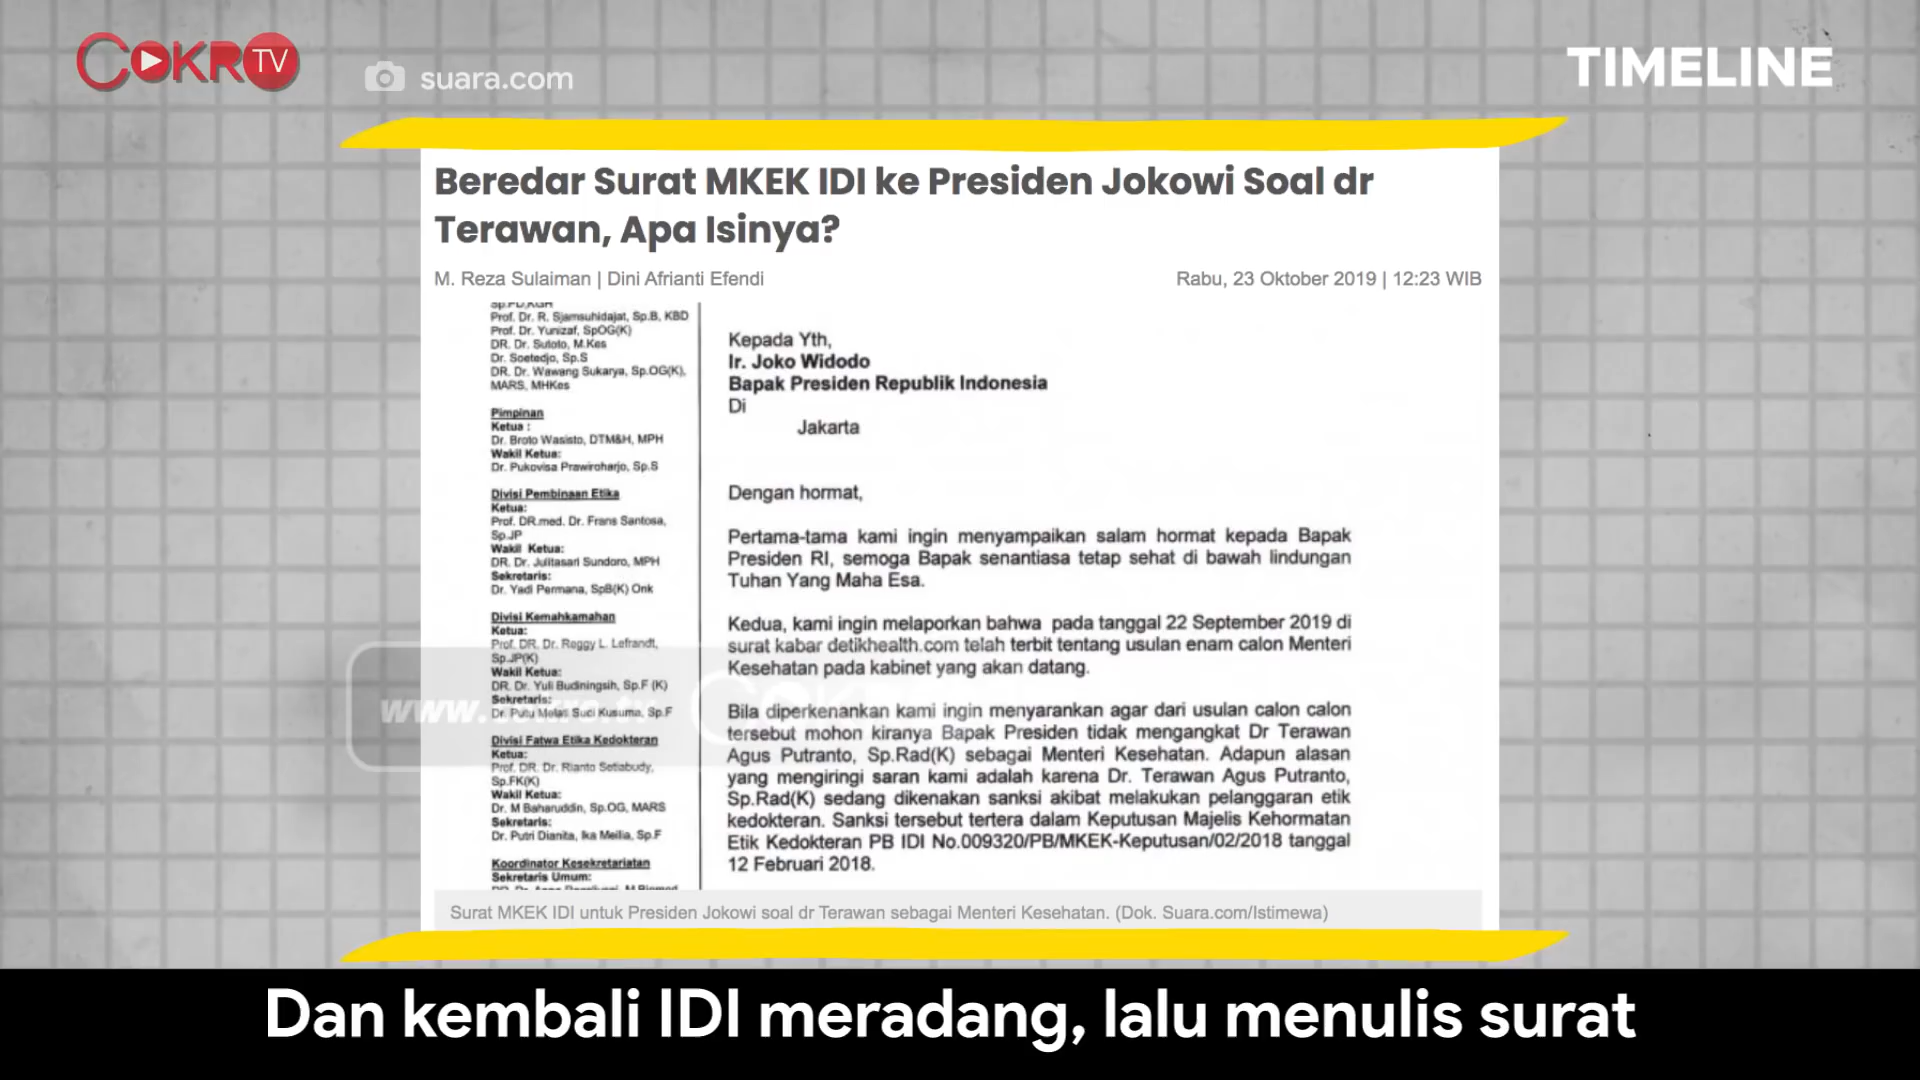 COKRO TV
suara.com
TIMELINE
Beredar Surat MKEK IDI ke Presiden Jokowi Soal dr
Terawan, Apa Isinya?
M. Reza Sulaiman | Dini Afrianti Efendi
Rabu, 23 Oktober 2019 | 12:23 WIB
Sp.PD,KGH
Prof. Dr. R. Sjamsuhidajat, Sp.B, KBD
Prof. Dr. Yunizaf, SpOG(K)
DR. Dr. Sutoto, M.Kes
Dr. Soetedjo, Sp.S
DR. Dr. Wawang Sukarya, Sp.OG(K),
MARS, MHKes
Pimpinan
Ketua :
Dr. Broto Wasisto, DTM&H, MPH
Wakil Ketua:
Dr. Pukovisa Prawiroharjo, Sp.S
Divisi Pembinaan Etika
Ketua:
Prof. DR.med. Dr. Frans Santosa,
Sp.JP
Wakil Ketua:
DR. Dr. Julitasari Sundoro, MPH
Sekretaris:
Dr. Yadi Permana, SpB(K) Onk
Divisi Kemahkamahan
Ketua:
Prof. DR. Dr. Reggy L. Lefrandt,
Sp.JP(K)
Wakil Ketua:
DR. Dr. Yuli Budiningsih, Sp.F (K)
Sekretaris:
Dr. Putu Melati Suci Kusuma, Sp.F
Divisi Fatwa Etika Kedokteran
Ketua:
Prof. DR. Dr. Rianto Setiabudy,
Sp.FK(K)
Wakil Ketua:
Dr. M Baharuddin, Sp.OG, MARS
Sekretaris:
Dr. Putri Dianita, Ika Meilia, Sp.F
Koordinator Kesekretariatan
Sekretaris Umum:
Kepada Yth,
Ir. Joko Widodo
Bapak Presiden Republik Indonesia
Di
Jakarta
Dengan hormat,
Pertama-tama kami ingin menyampaikan salam hormat kepada Bapak
Presiden RI, semoga Bapak senantiasa tetap sehat di bawah lindungan
Tuhan Yang Maha Esa.
Kedua, kami ingin melaporkan bahwa pada tanggal 22 September 2019 di
surat kabar detikhealth.com telah terbit tentang usulan enam calon Menteri
Kesehatan pada kabinet yang akan datang.
Bila diperkenankan kami ingin menyarankan agar dari usulan calon calon
tersebut mohon kiranya Bapak Presiden tidak mengangkat Dr Terawan
Agus Putranto, Sp.Rad(K) sebagai Menteri Kesehatan. Adapun alasan
yang mengiringi saran kami adalah karena Dr. Terawan Agus Putranto,
Sp.Rad(K) sedang dikenakan sanksi akibat melakukan pelanggaran etik
kedokteran. Sanksi tersebut tertera dalam Keputusan Majelis Kehormatan
Etik Kedokteran PB IDI No.009320/PB/MKEK-Keputusan/02/2018 tanggal
12 Februari 2018.
Surat MKEK IDI untuk Presiden Jokowi soal dr Terawan sebagai Menteri Kesehatan. (Dok. Suara.com/Istimewa)
Dan kembali IDI meradang, lalu menulis surat